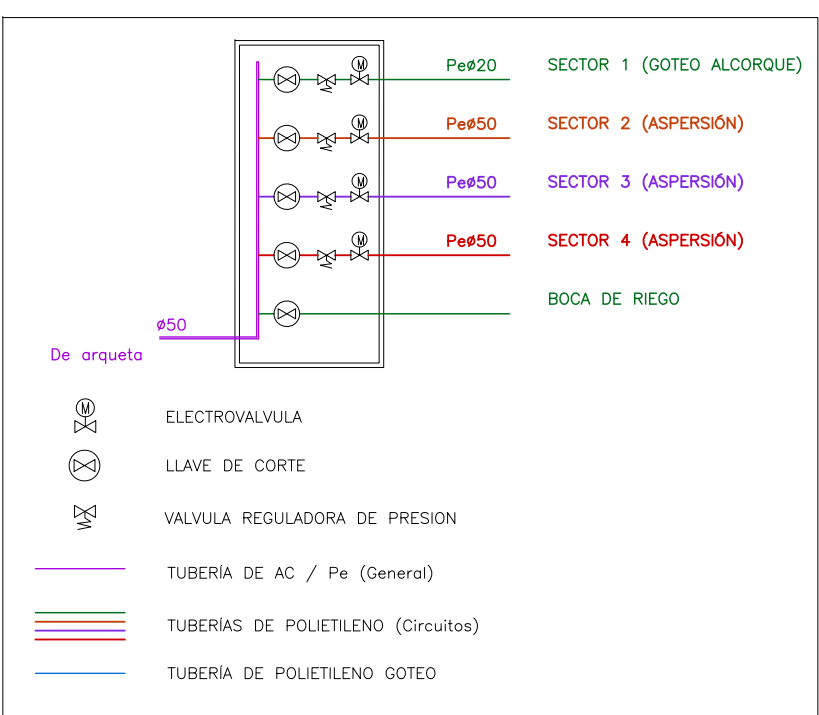 M Peø20 SECTOR 1 (GOTEO ALCORQUE)
M Peø50 SECTOR 2 (ASPERSIÓN)
M Peø50 SECTOR 3 (ASPERSIÓN)
M Peø50 SECTOR 4 (ASPERSIÓN)
BOCA DE RIEGO
ø50
De arqueta
M ELECTROVALVULA
LLAVE DE CORTE
VALVULA REGULADORA DE PRESION
TUBERÍA DE AC / Pe (General)
TUBERÍAS DE POLIETILENO (Circuitos)
TUBERÍA DE POLIETILENO GOTEO